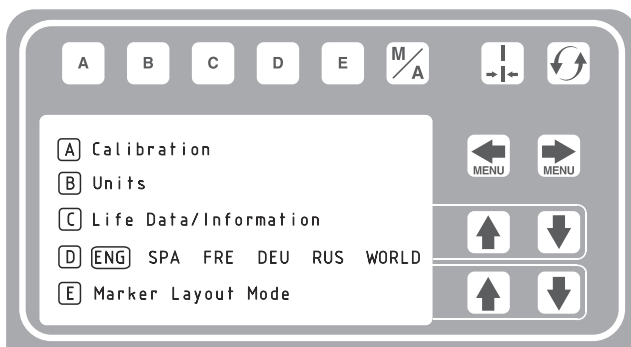 A B C D E M/A
MENU MENU
A Calibration
B Units
C Life Data/Information
D ENG SPA FRE DEU RUS WORLD
E Marker Layout Mode